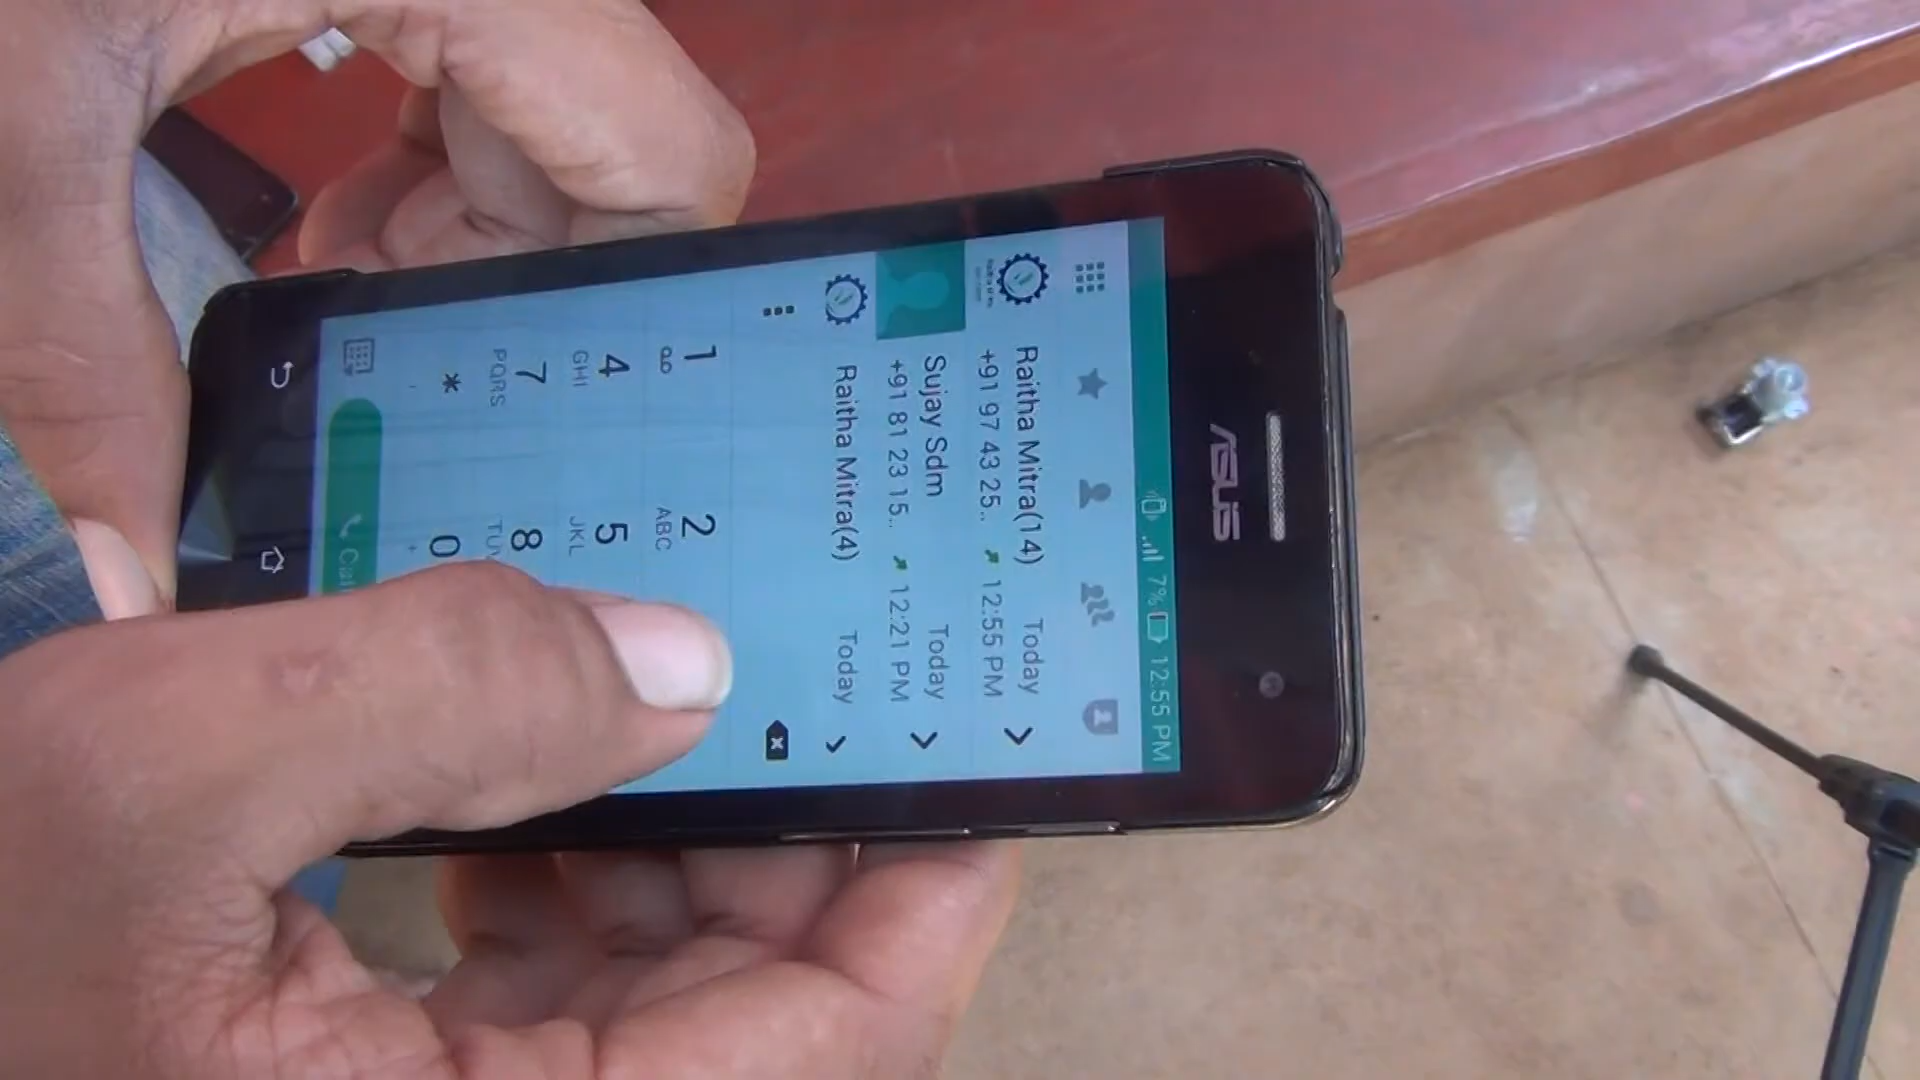 ASUS
7% 12:55 PM
Raitha Mitra(14) Today
+91 97 43 25.. 12:55 PM
Sujay Sdm Today
+91 81 23 15.. 12:21 PM
Raitha Mitra(4) Today
1 2
ABC
4 5
GHI JKL
7 8
PQRS TUV
* 0
, +
Call